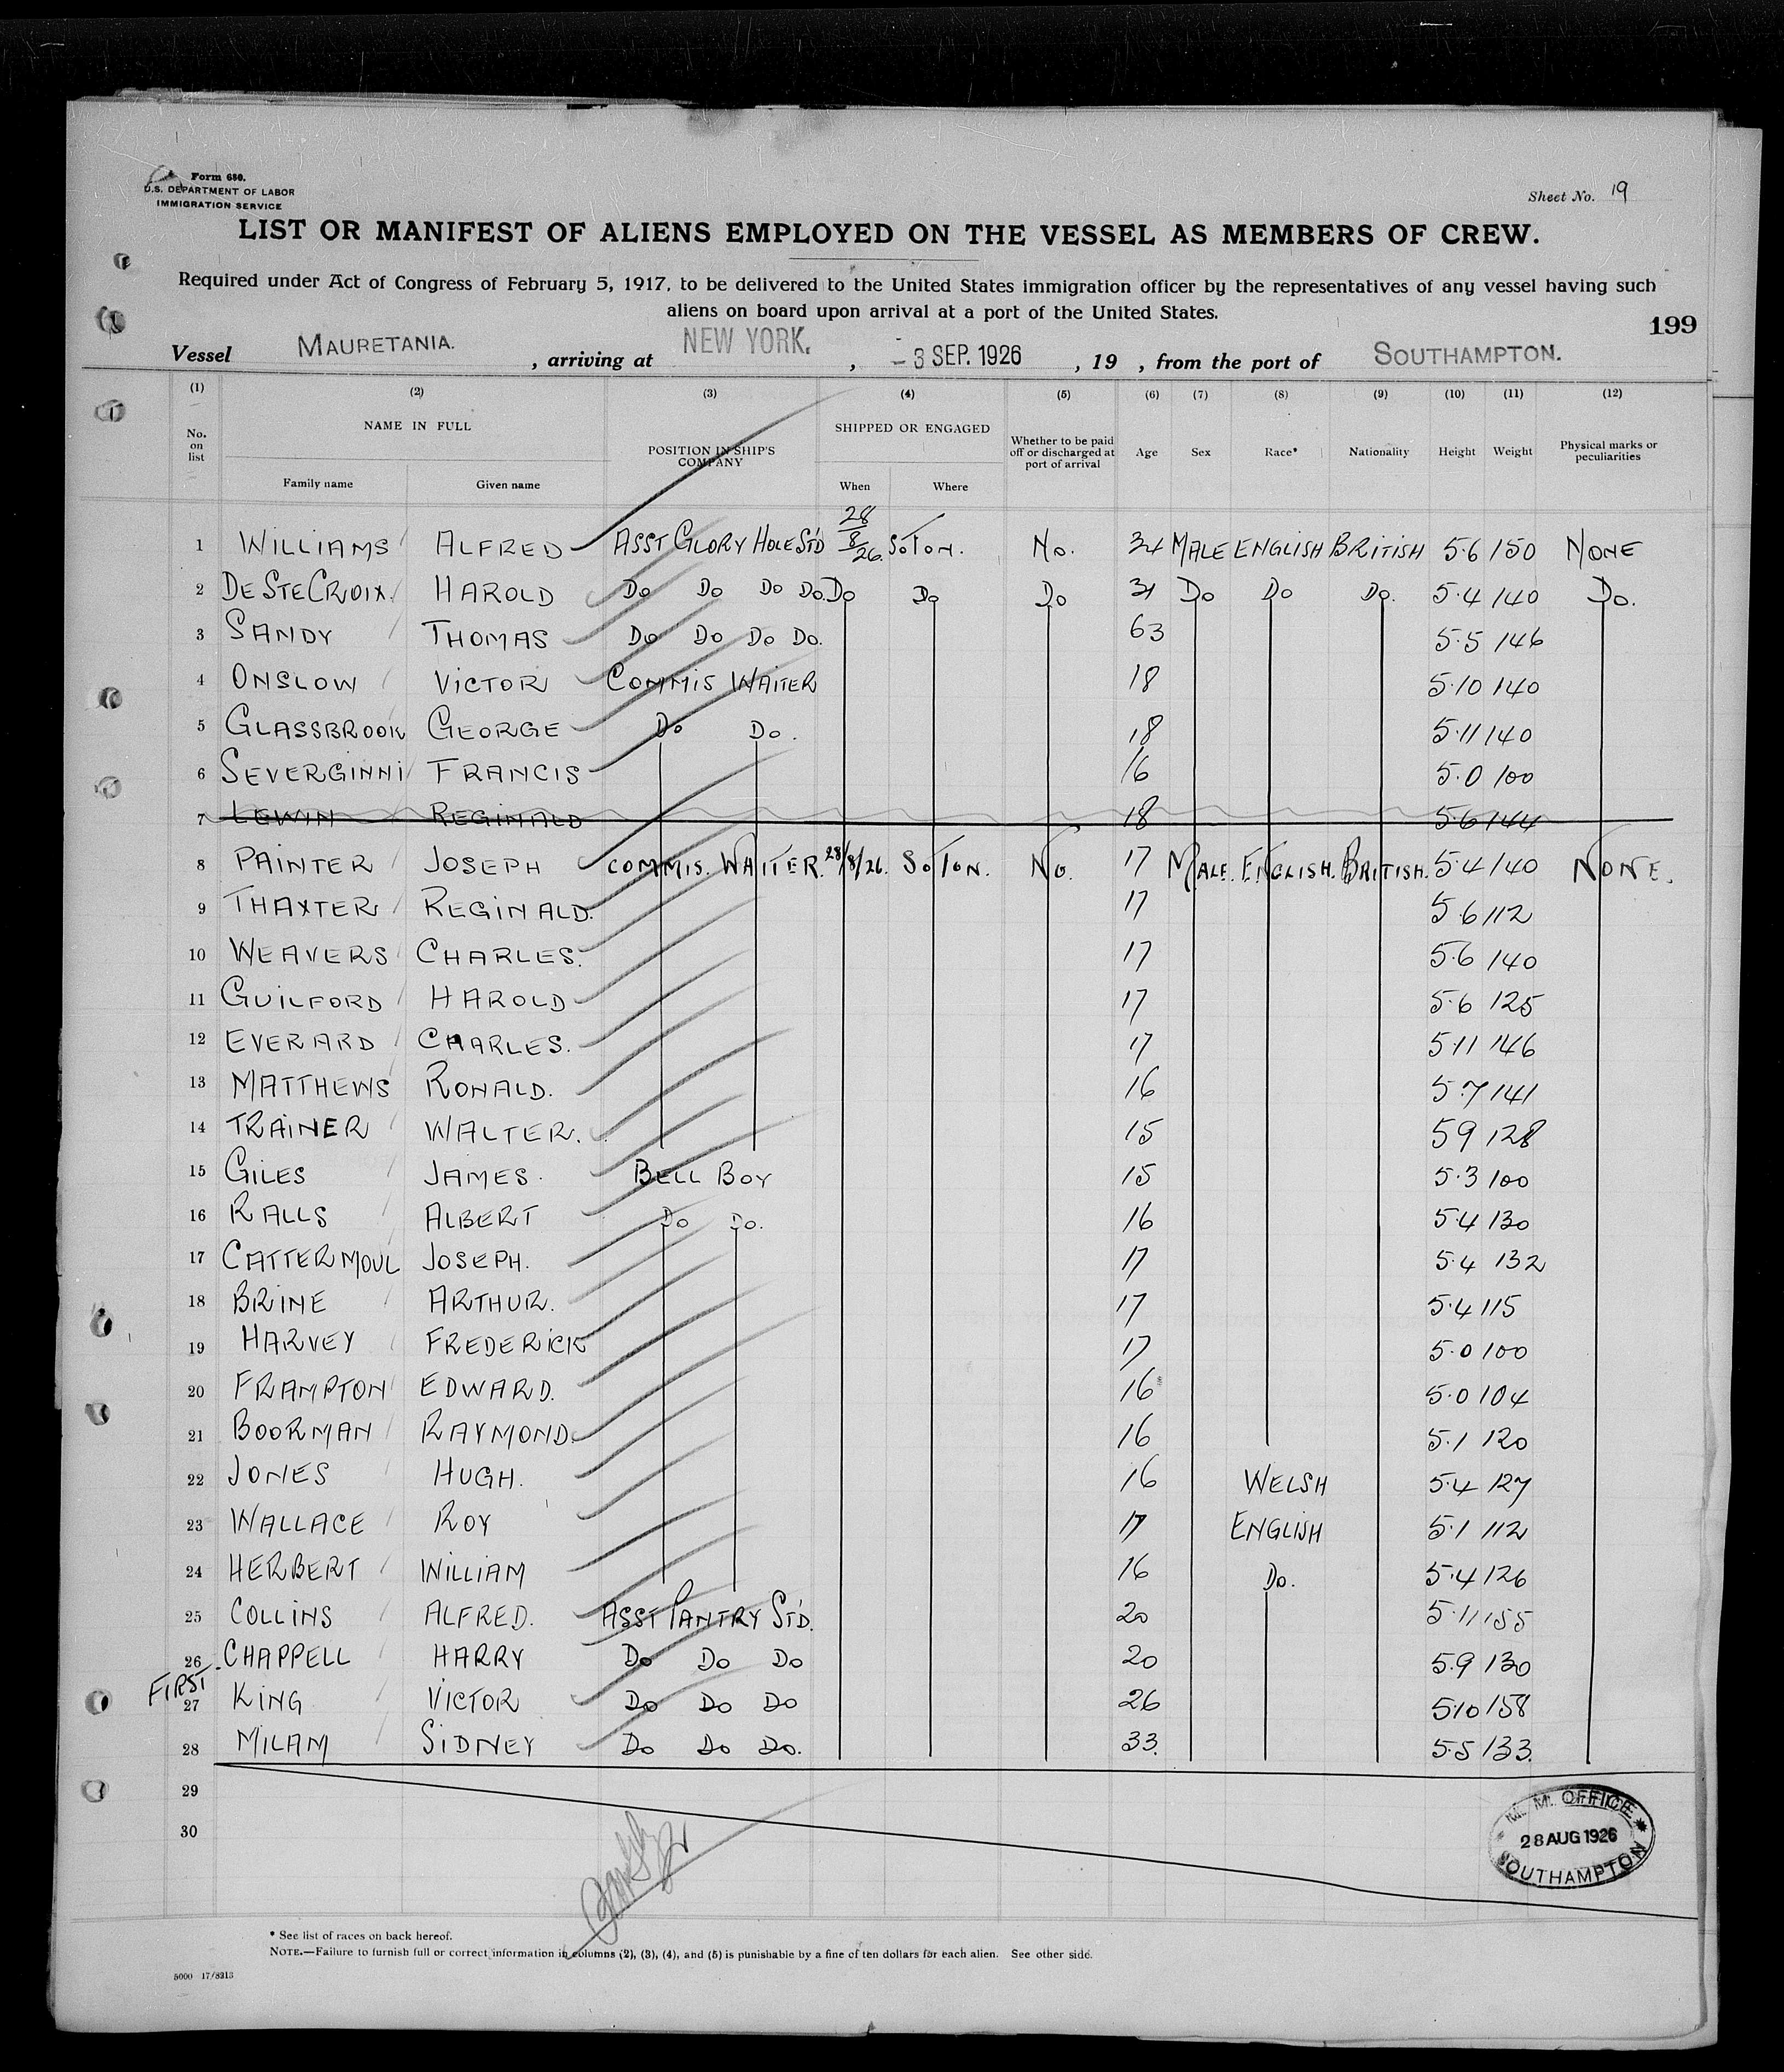 Form 680.
U.S. DEPARTMENT OF LABOR
IMMIGRATION SERVICE
Sheet No. 19
LIST OR MANIFEST OF ALIENS EMPLOYED ON THE VESSEL AS MEMBERS OF CREW.
Required under Act of Congress of February 5, 1917, to be delivered to the United States immigration officer by the representatives of any vessel having such
aliens on board upon arrival at a port of the United States.
199
Vessel MAURETANIA. , arriving at NEW YORK. , - 3 SEP. 1926 , 19 , from the port of SOUTHAMPTON.
(1) (2) (3) (4) (5) (6) (7) (8) (9) (10) (11) (12)
No. on list NAME IN FULL Family name Given name POSITION IN SHIP'S COMPANY SHIPPED OR ENGAGED When Where Whether to be paid off or discharged at port of arrival Age Sex Race* Nationality Height Weight Physical marks or peculiarities
1 WILLIAMS ALFRED ASST GLORY HOLE STD 28/8/26. SOTON. NO. 34 MALE ENGLISH BRITISH 5.6 150 NONE
2 DE STE CROIX. HAROLD DO DO DO DO. DO DO DO 31 DO DO DO. 5.4 140 DO.
3 SANDY THOMAS DO DO DO DO. 63 5.5 146
4 ONSLOW VICTOR COMMIS WAITER 18 5.10 140
5 GLASSBROOK GEORGE DO DO. 18 5.11 140
6 SEVERGINNI FRANCIS 16 5.0 100
7 LEWIN REGINALD 18 5.6 144
8 PAINTER JOSEPH COMMIS. WAITER. 28/8/26. SOTON. NO. 17 MALE. ENGLISH. BRITISH. 5.4 140 NONE.
9 THAXTER REGINALD. 17 5.6 112
10 WEAVERS CHARLES. 17 5.6 140
11 GUILFORD HAROLD 17 5.6 125
12 EVERARD CHARLES. 17 5.11 146
13 MATTHEWS RONALD. 16 5.7 141
14 TRAINER WALTER. 15 5 9 128
15 GILES JAMES. BELL BOY 15 5.3 100
16 RALLS ALBERT DO DO. 16 5.4 130
17 CATTERMOUL JOSEPH. 17 5.4 132
18 BRINE ARTHUR. 17 5.4 115
19 HARVEY FREDERICK 17 5.0 100
20 FRAMPTON EDWARD. 16 5.0 104
21 BOORMAN RAYMOND. 16 5.1 120
22 JONES HUGH. 16 WELSH 5.4 127
23 WALLACE ROY 17 ENGLISH 5.1 112
24 HERBERT WILLIAM 16 DO. 5.4 126
25 COLLINS ALFRED. ASST PANTRY STD. 20 5.11 155
26 CHAPPELL HARRY DO DO DO 20 5.9 130
FIRST
27 KING VICTOR DO DO DO 26 5.10 158
28 MILAM SIDNEY DO DO DO. 33. 5.5 133.
29
30
M. M. OFFICE
28 AUG 1926
SOUTHAMPTON
* See list of races on back hereof.
NOTE.—Failure to furnish full or correct information in columns (2), (3), (4), and (5) is punishable by a fine of ten dollars for each alien. See other side.
5000 17/8213